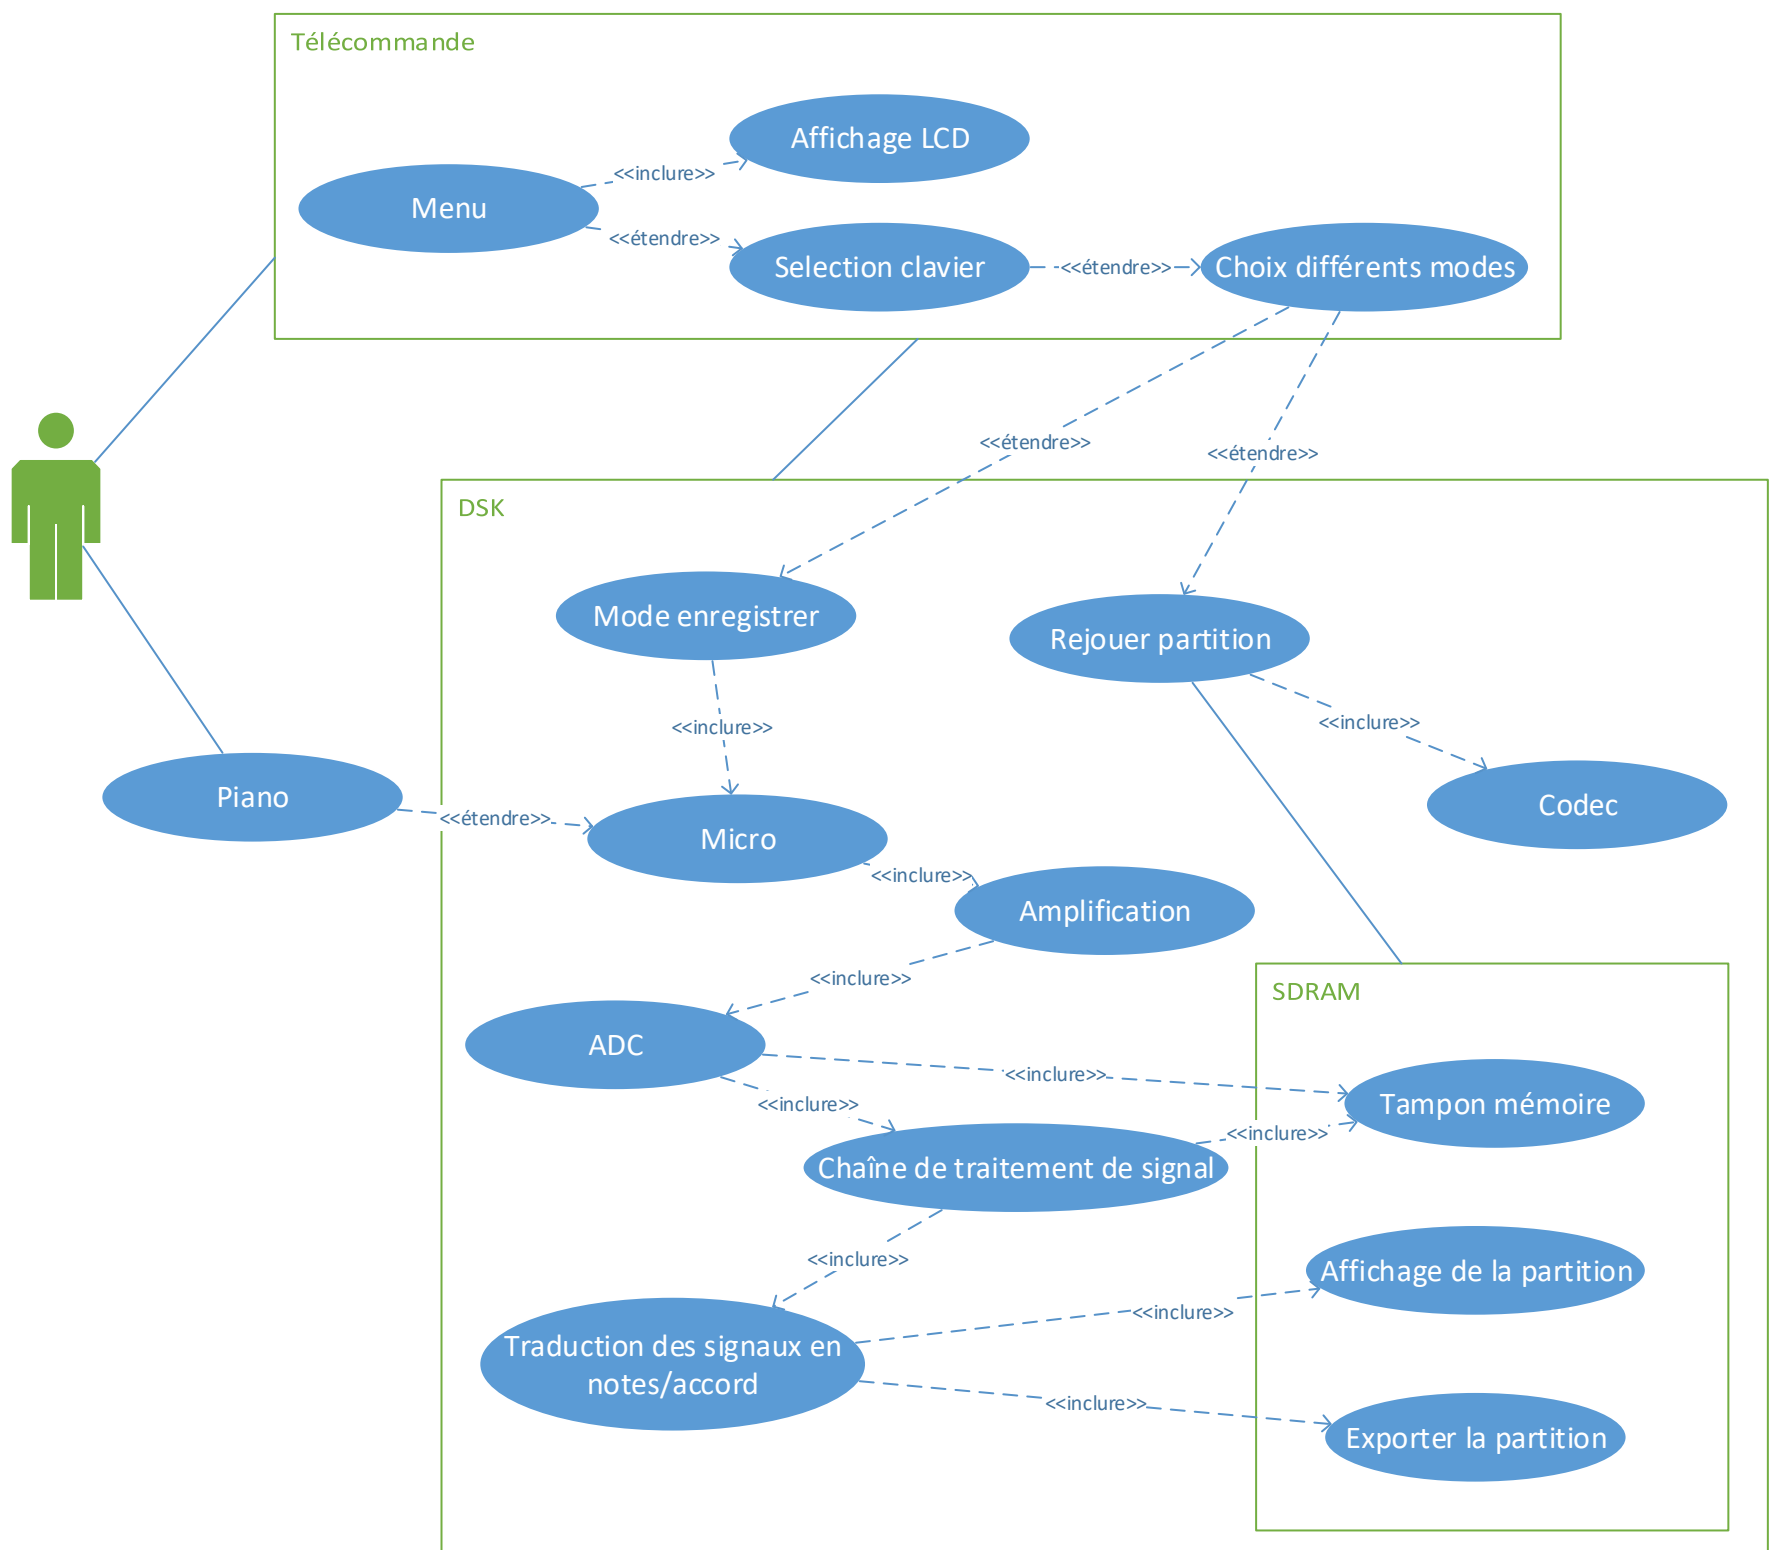 Télécommande
Affichage LCD
<<inclure>>
Menu
<<étendre>>
Selection clavier
<<étendre>>
Choix différents modes
<<étendre>>
<<étendre>>
DSK
Mode enregistrer
Rejouer partition
<<inclure>>
<<inclure>>
Piano
<<étendre>>
Micro
Codec
<<inclure>>
Amplification
<<inclure>>
SDRAM
ADC
<<inclure>>
<<inclure>>
Tampon mémoire
<<inclure>>
Chaîne de traitement de signal
<<inclure>>
Affichage de la partition
<<inclure>>
Traduction des signaux en
notes/accord
<<inclure>>
Exporter la partition